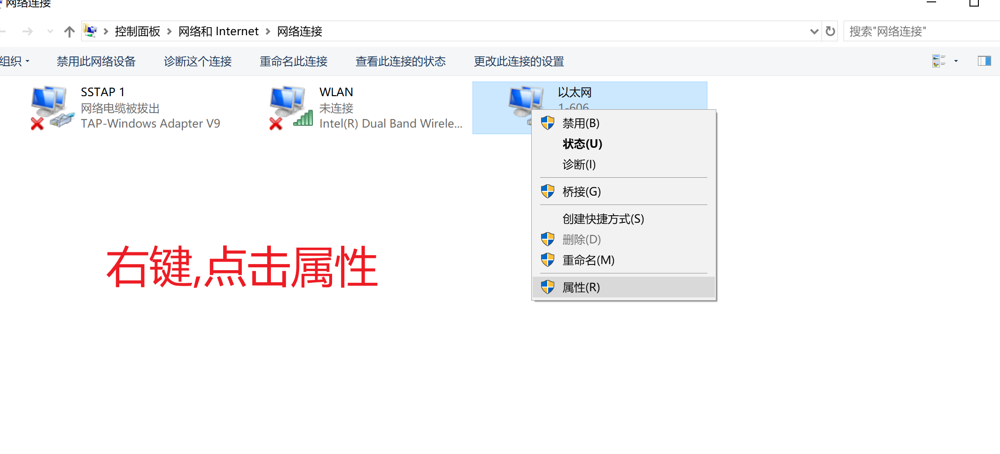 网络连接
控制面板 网络和 Internet 网络连接
搜索"网络连接"
组织 禁用此网络设备 诊断这个连接 重命名此连接 查看此连接的状态 更改此连接的设置
SSTAP 1
网络电缆被拔出
TAP-Windows Adapter V9
WLAN
未连接
Intel(R) Dual Band Wirele...
以太网
1-606
禁用(B)
状态(U)
诊断(I)
桥接(G)
创建快捷方式(S)
删除(D)
重命名(M)
属性(R)
右键,点击属性